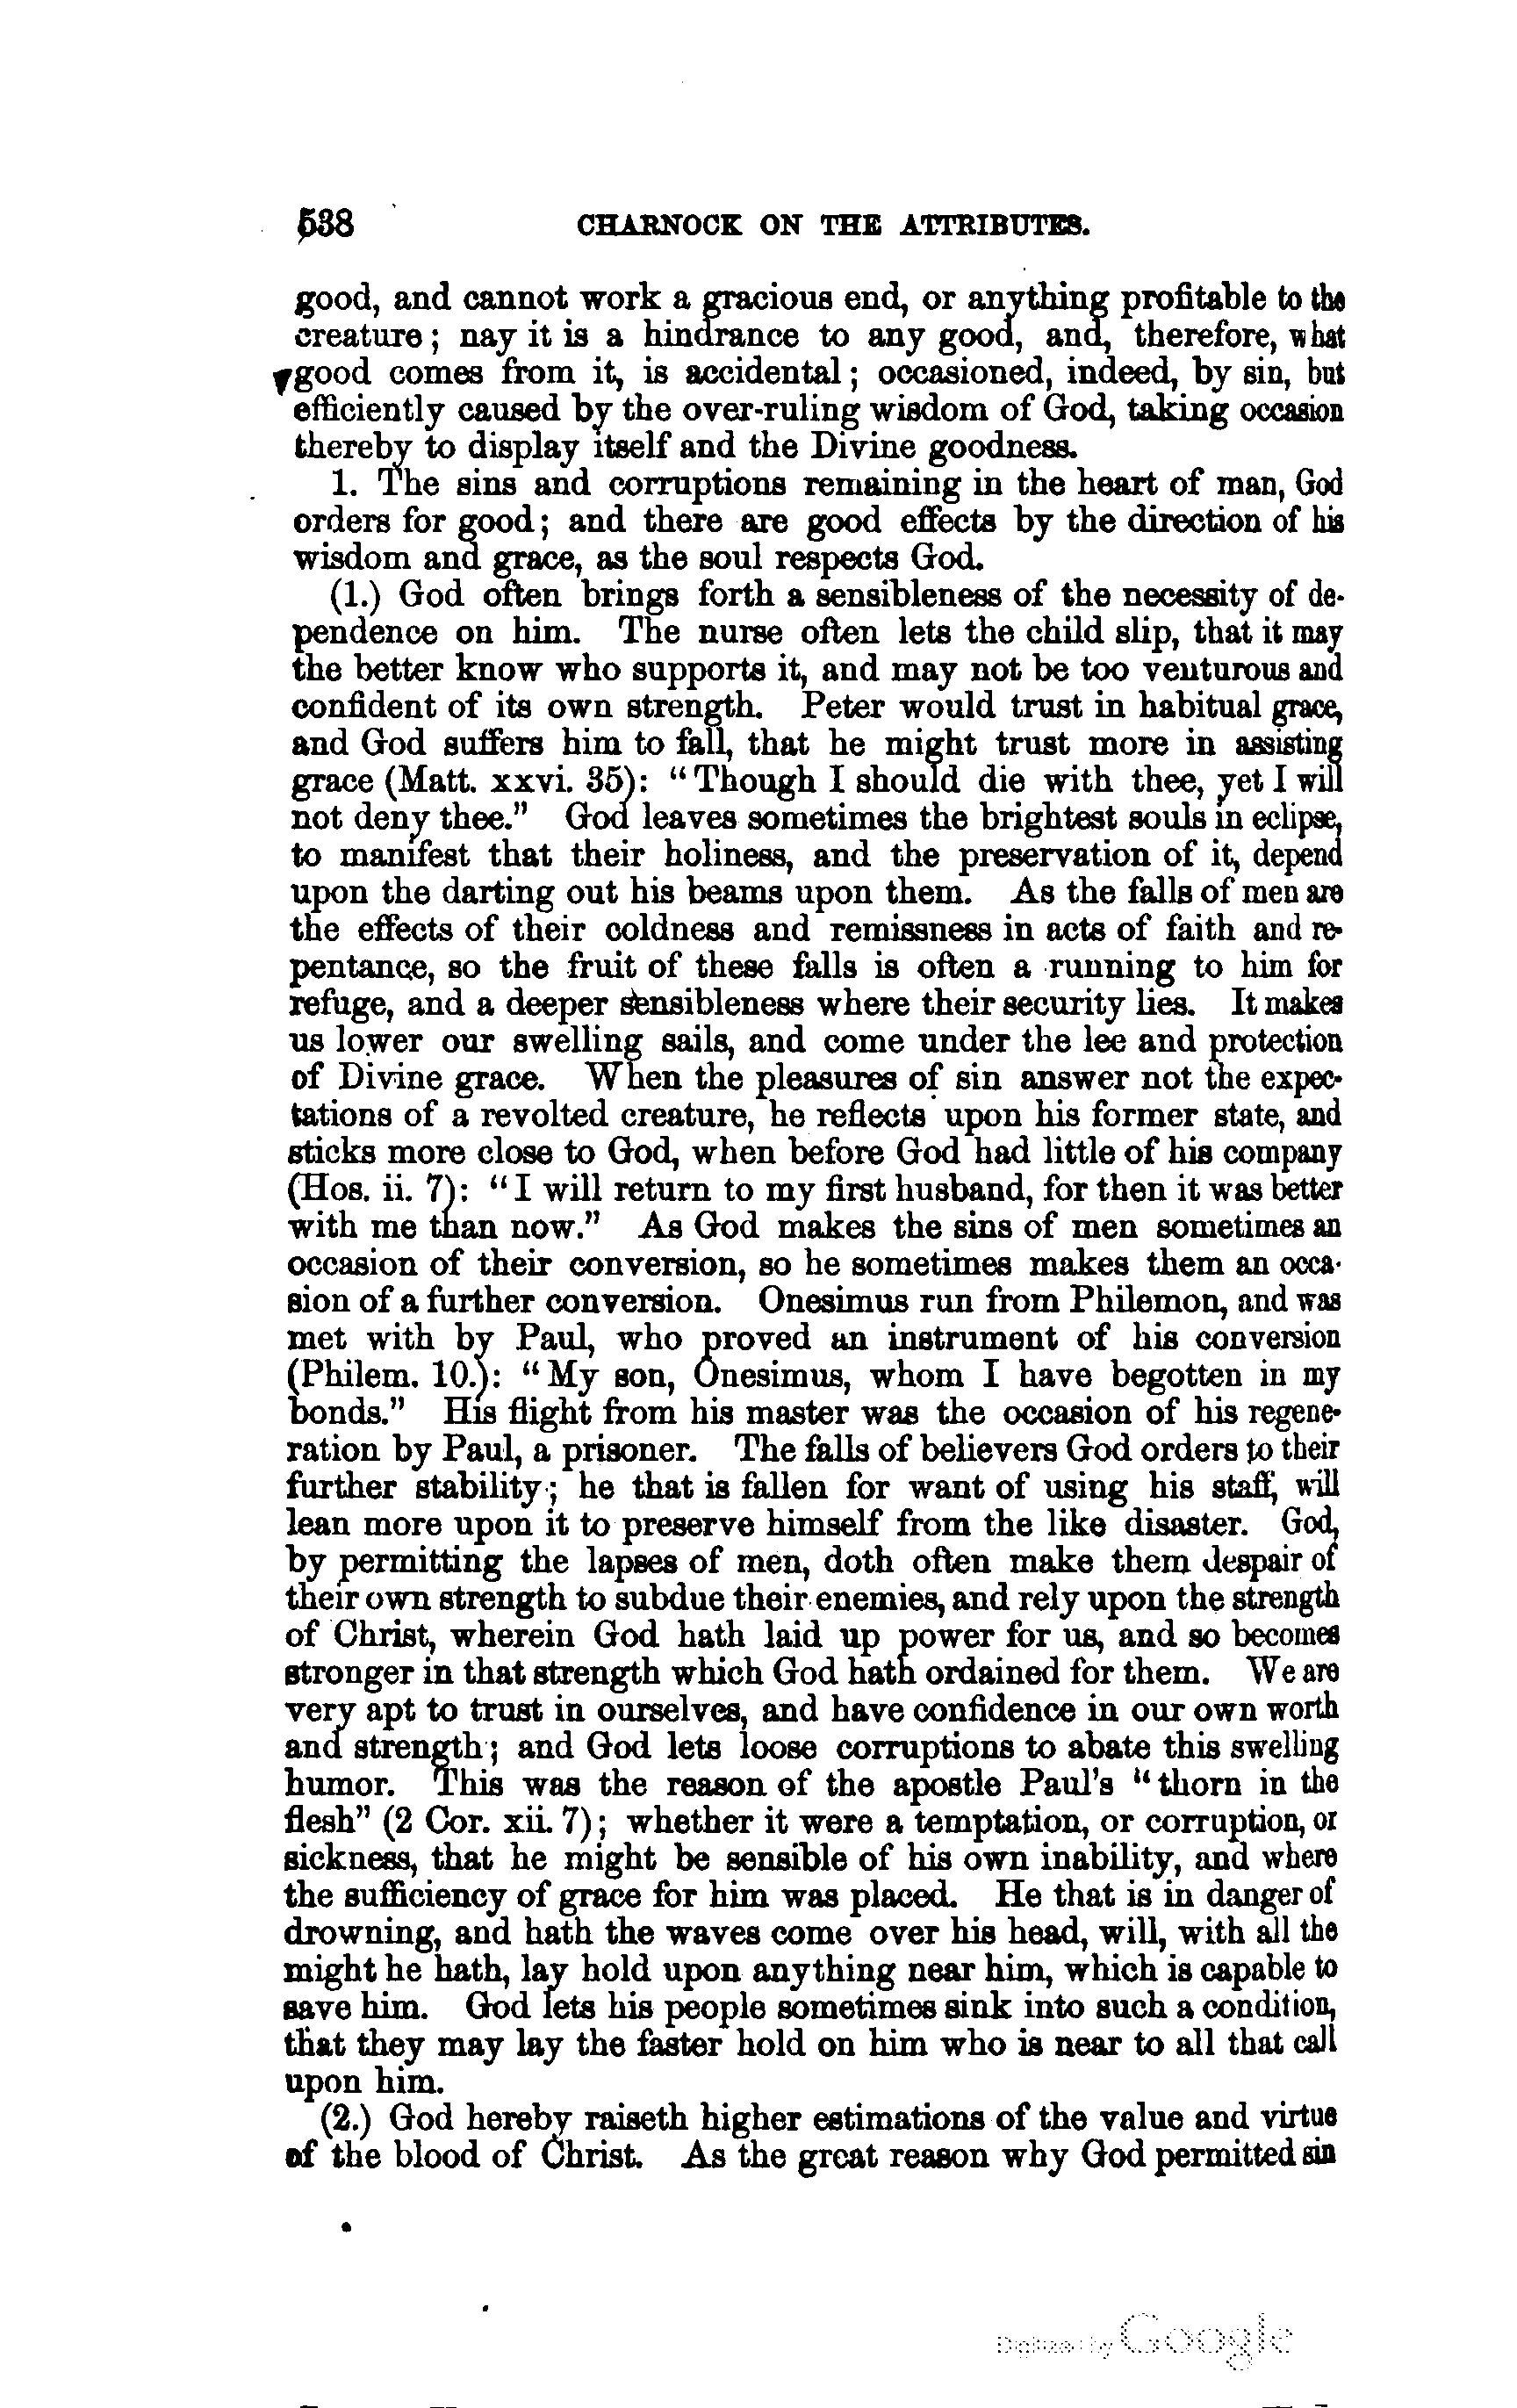 538 CHARNOCK ON THE ATTRIBUTES.
good, and cannot work a gracious end, or anything profitable to the
creature; nay it is a hindrance to any good, and, therefore, what
good comes from it, is accidental; occasioned, indeed, by sin, but
efficiently caused by the over-ruling wisdom of God, taking occasion
thereby to display itself and the Divine goodness.
1. The sins and corruptions remaining in the heart of man, God
orders for good; and there are good effects by the direction of his
wisdom and grace, as the soul respects God.
(1.) God often brings forth a sensibleness of the necessity of de-
pendence on him. The nurse often lets the child slip, that it may
the better know who supports it, and may not be too venturous and
confident of its own strength. Peter would trust in habitual grace,
and God suffers him to fall, that he might trust more in assisting
grace (Matt. xxvi. 35): "Though I should die with thee, yet I will
not deny thee." God leaves sometimes the brightest souls in eclipse,
to manifest that their holiness, and the preservation of it, depend
upon the darting out his beams upon them. As the falls of men are
the effects of their coldness and remissness in acts of faith and re-
pentance, so the fruit of these falls is often a running to him for
refuge, and a deeper sensibleness where their security lies. It makes
us lower our swelling sails, and come under the lee and protection
of Divine grace. When the pleasures of sin answer not the expec-
tations of a revolted creature, he reflects upon his former state, and
sticks more close to God, when before God had little of his company
(Hos. ii. 7): "I will return to my first husband, for then it was better
with me than now." As God makes the sins of men sometimes an
occasion of their conversion, so he sometimes makes them an occa-
sion of a further conversion. Onesimus run from Philemon, and was
met with by Paul, who proved an instrument of his conversion
(Philem. 10.): "My son, Onesimus, whom I have begotten in my
bonds." His flight from his master was the occasion of his regene-
ration by Paul, a prisoner. The falls of believers God orders to their
further stability; he that is fallen for want of using his staff, will
lean more upon it to preserve himself from the like disaster. God,
by permitting the lapses of men, doth often make them despair of
their own strength to subdue their enemies, and rely upon the strength
of Christ, wherein God hath laid up power for us, and so becomes
stronger in that strength which God hath ordained for them. We are
very apt to trust in ourselves, and have confidence in our own worth
and strength; and God lets loose corruptions to abate this swelling
humor. This was the reason of the apostle Paul's "thorn in the
flesh" (2 Cor. xii. 7); whether it were a temptation, or corruption, or
sickness, that he might be sensible of his own inability, and where
the sufficiency of grace for him was placed. He that is in danger of
drowning, and hath the waves come over his head, will, with all the
might he hath, lay hold upon anything near him, which is capable to
save him. God lets his people sometimes sink into such a condition,
that they may lay the faster hold on him who is near to all that call
upon him.
(2.) God hereby raiseth higher estimations of the value and virtue
of the blood of Christ. As the great reason why God permitted sin
Digitized by Google